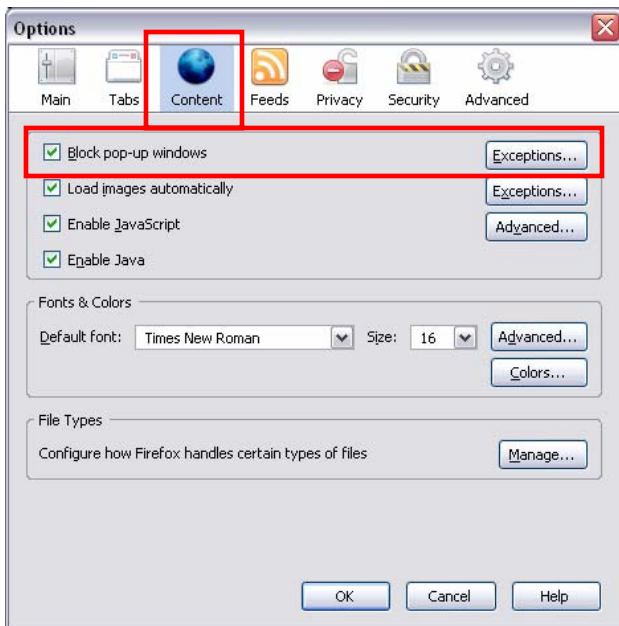 Options
Main Tabs Content Feeds Privacy Security Advanced
Block pop-up windows Exceptions...
Load images automatically Exceptions...
Enable JavaScript Advanced...
Enable Java
Fonts & Colors
Default font: Times New Roman Size: 16 Advanced...
Colors...
File Types
Configure how Firefox handles certain types of files Manage...
OK Cancel Help